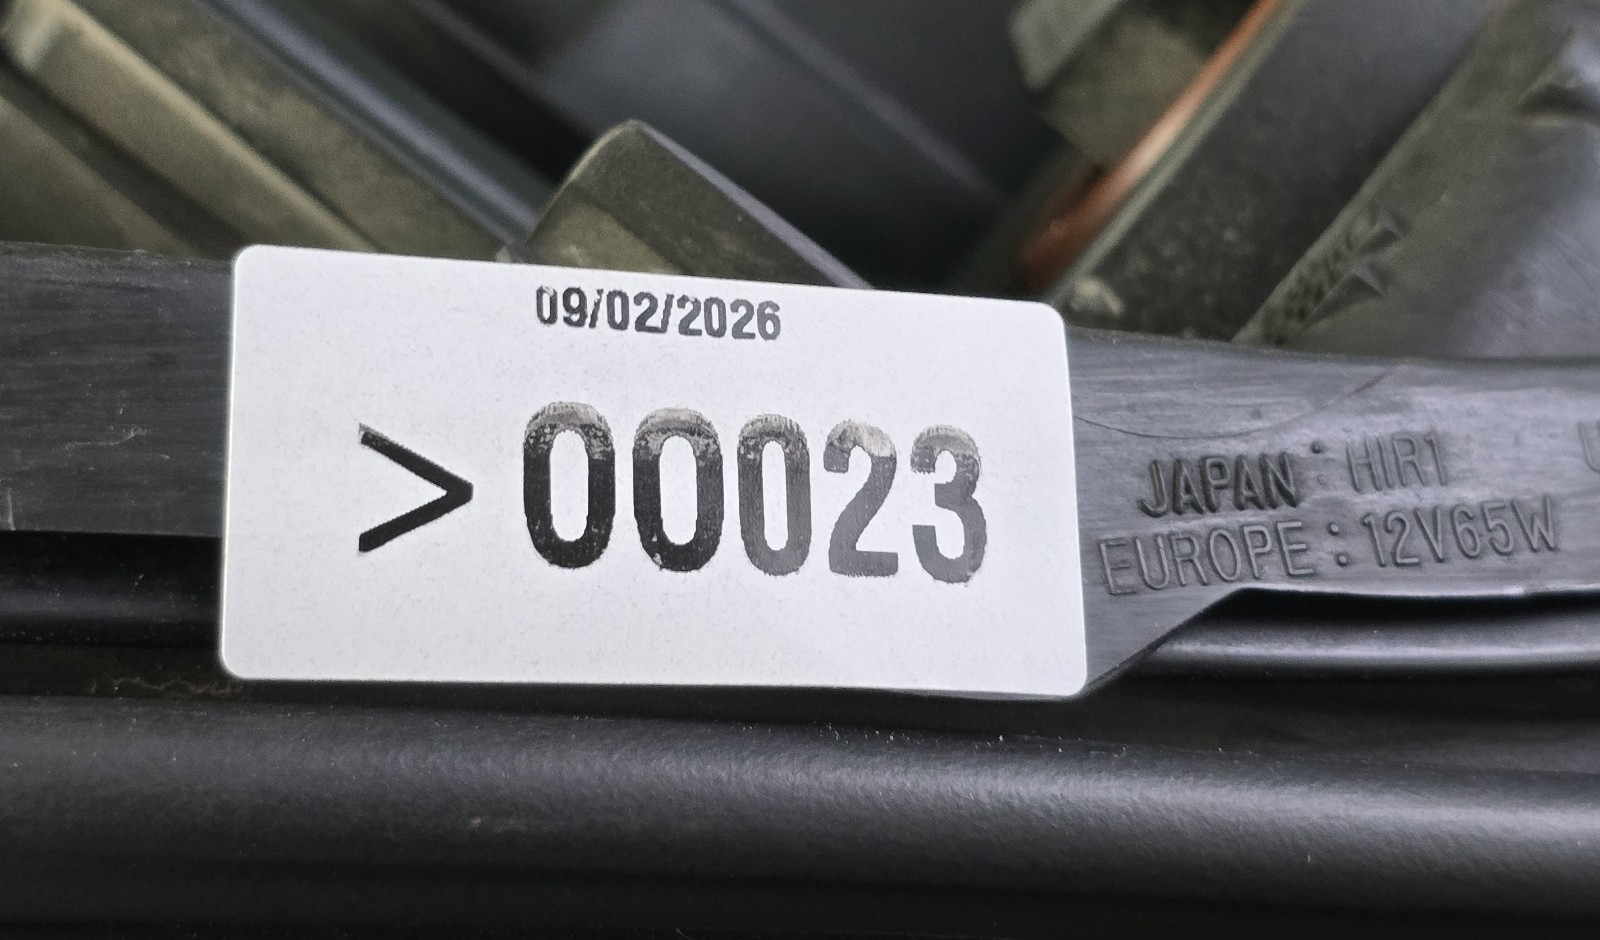 09/02/2026
> 00023
JAPAN : HIR1
EUROPE : 12V65W